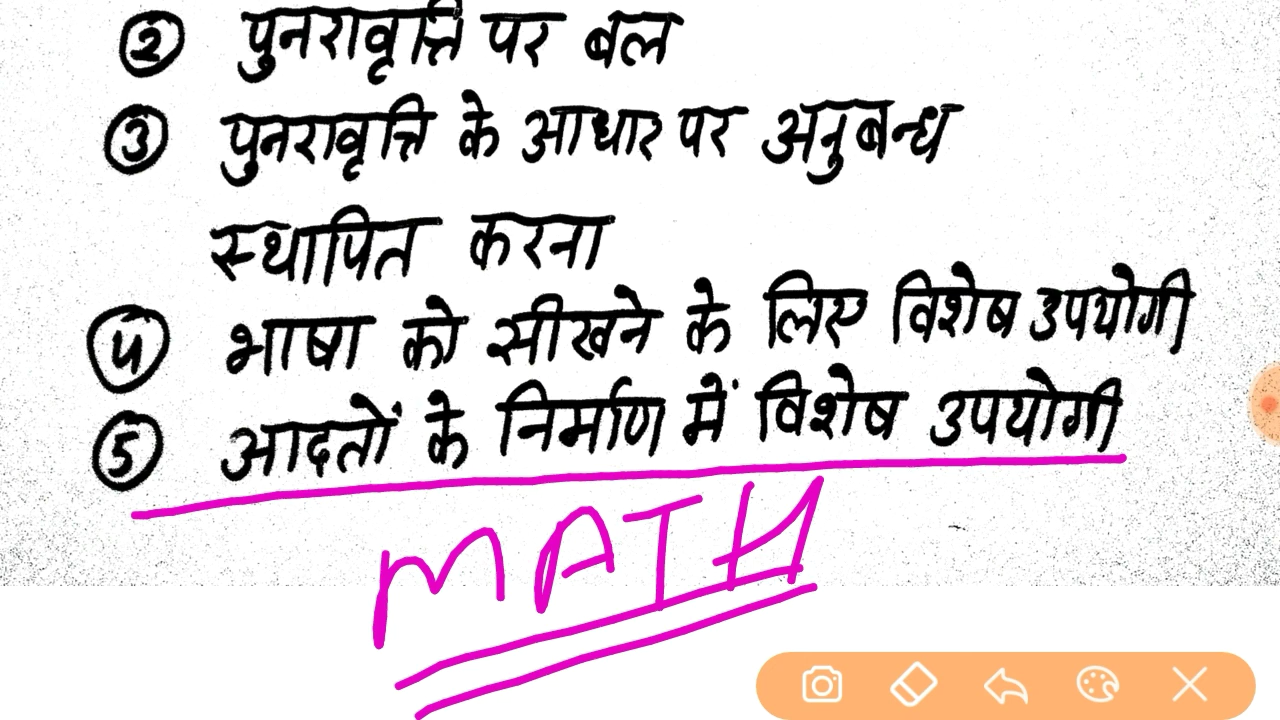 ② पुनरावृत्ति पर बल
③ पुनरावृत्ति के आधार पर अनुबन्ध
स्थापित करना
④ भाषा को सीखने के लिए विशेष उपयोगी
⑤ आदतों के निर्माण में विशेष उपयोगी
MATH